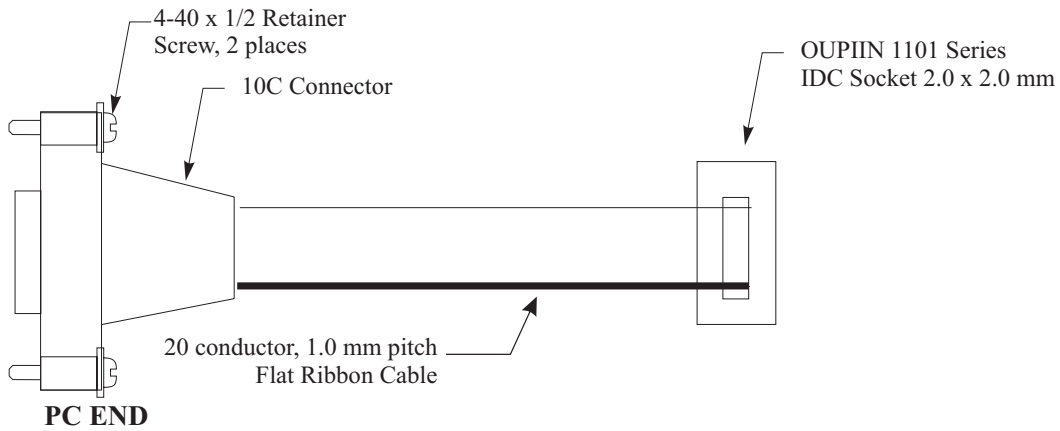 4-40 x 1/2 Retainer
Screw, 2 places
10C Connector
OUPIIN 1101 Series
IDC Socket 2.0 x 2.0 mm
20 conductor, 1.0 mm pitch
Flat Ribbon Cable
PC END